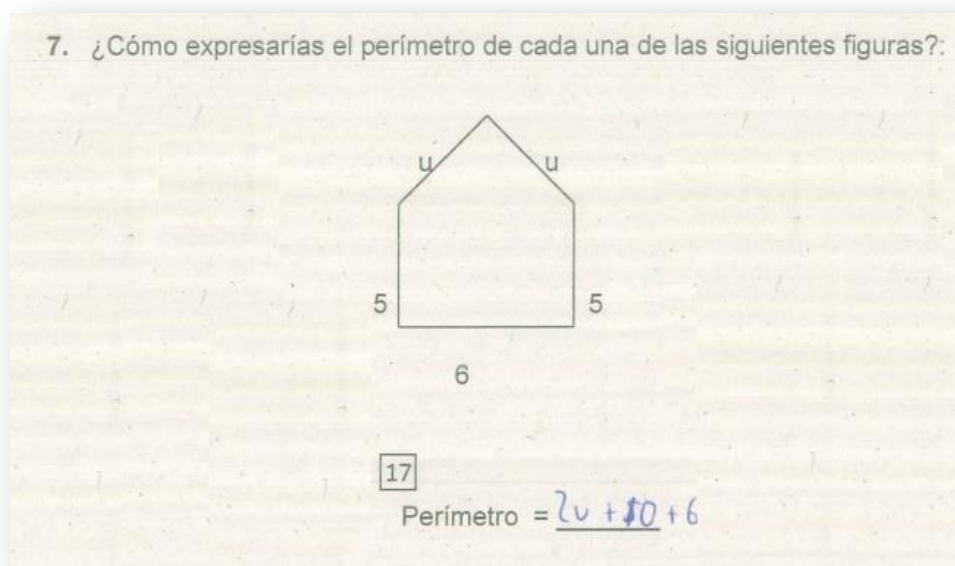 7. ¿Cómo expresarías el perímetro de cada una de las siguientes figuras?:
u u
5 5
6
17
Perímetro = 2u + 10 + 6